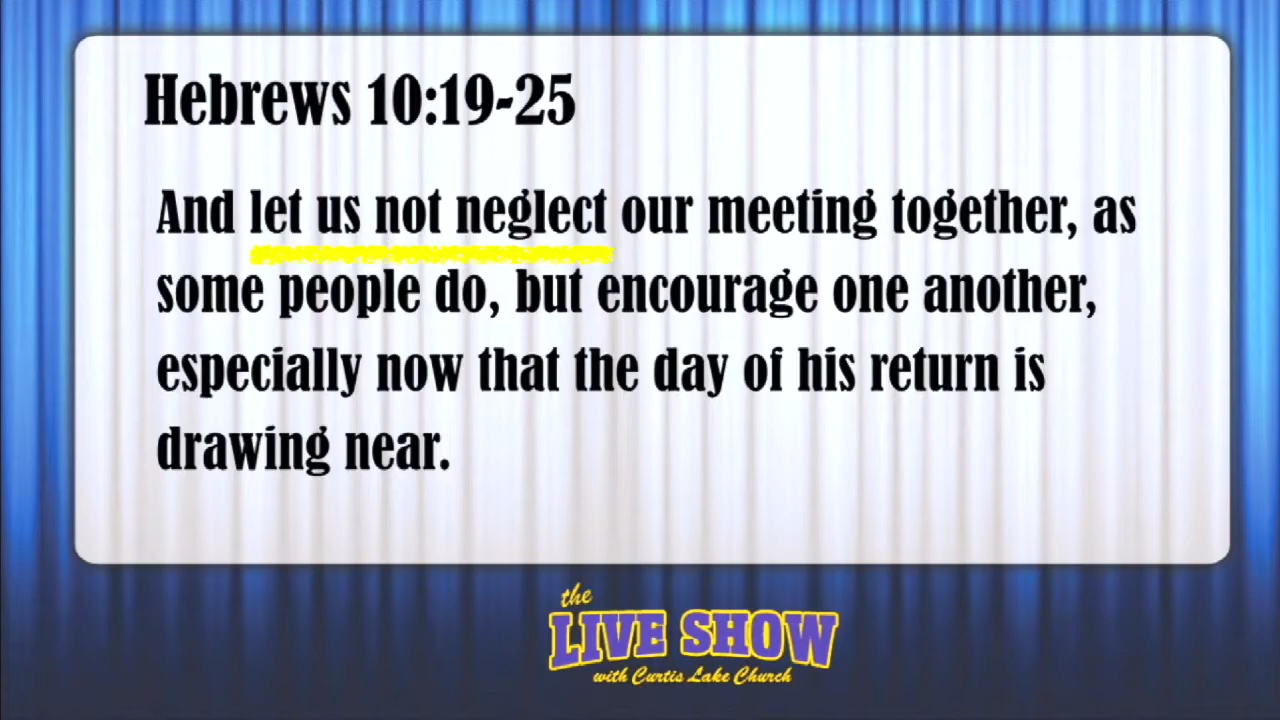 Hebrews 10:19-25
And let us not neglect our meeting together, as
some people do, but encourage one another,
especially now that the day of his return is
drawing near.
the
LIVE SHOW
with Curtis Lake Church